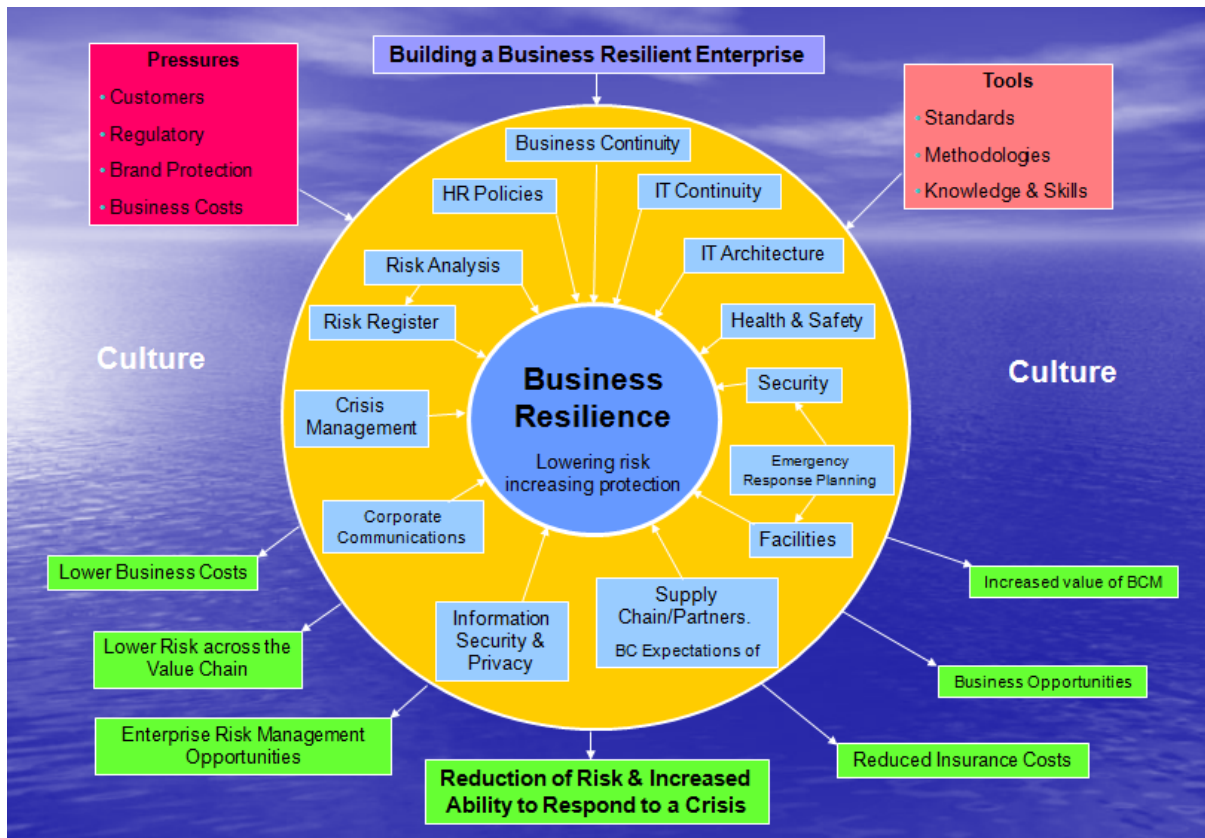 Building a Business Resilient Enterprise
Pressures
• Customers
• Regulatory
• Brand Protection
• Business Costs
Tools
• Standards
• Methodologies
• Knowledge & Skills
Business Continuity
HR Policies
IT Continuity
Risk Analysis
IT Architecture
Risk Register
Health & Safety
Culture
Culture
Business
Resilience
Lowering risk
increasing protection
Security
Crisis
Management
Emergency
Response Planning
Corporate
Communications
Facilities
Information
Security &
Privacy
Supply
Chain/Partners.
BC Expectations of
Lower Business Costs
Increased value of BCM
Lower Risk across the
Value Chain
Business Opportunities
Enterprise Risk Management
Opportunities
Reduced Insurance Costs
Reduction of Risk & Increased
Ability to Respond to a Crisis